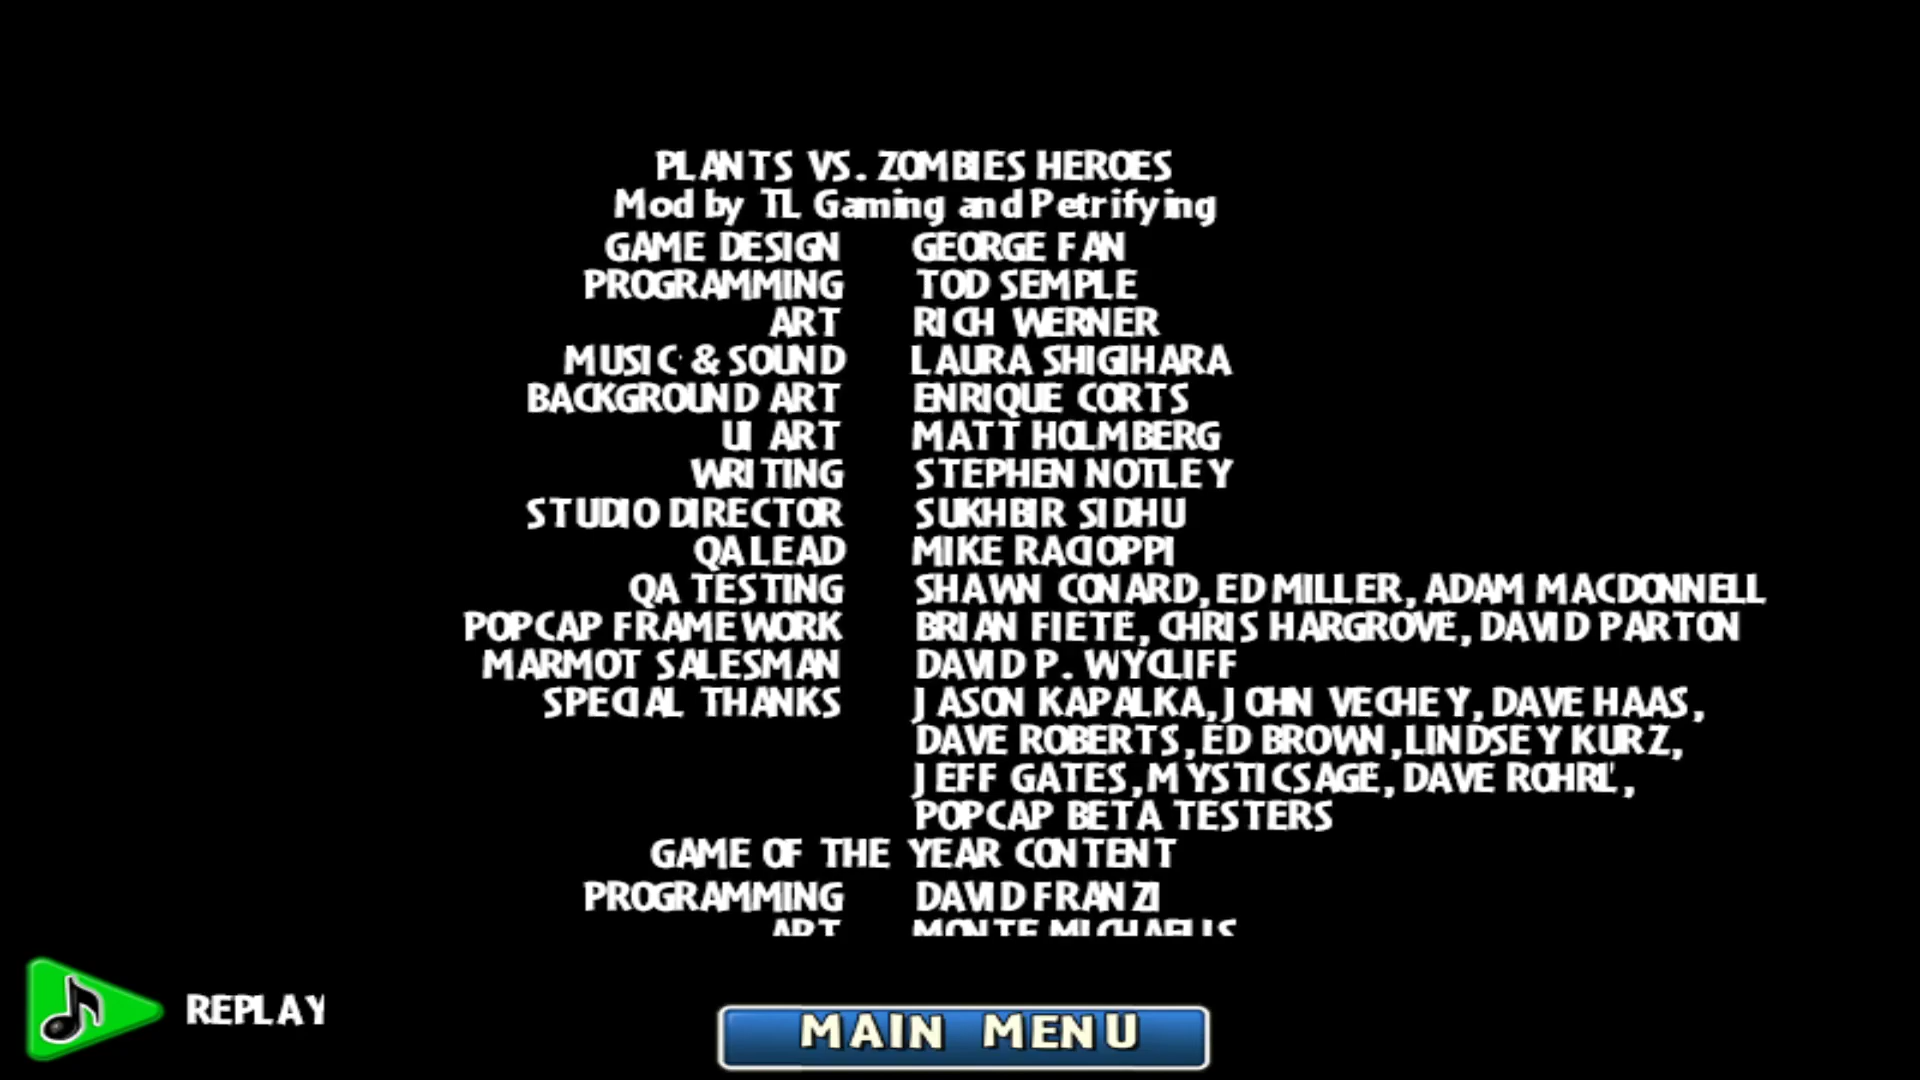 PLANTS VS. ZOMBIES HEROES
Mod by TL Gaming and Petrifying
GAME DESIGN GEORGE FAN
PROGRAMMING TOD SEMPLE
ART RICH WERNER
MUSIC & SOUND LAURA SHIGIHARA
BACKGROUND ART ENRIQUE CORTS
UI ART MATT HOLMBERG
WRITING STEPHEN NOTLEY
STUDIO DIRECTOR SUKHBIR SIDHU
QA LEAD MIKE RACIOPPI
QA TESTING SHAWN CONARD, ED MILLER, ADAM MACDONNELL
POPCAP FRAMEWORK BRIAN FIETE, CHRIS HARGROVE, DAVID PARTON
MARMOT SALESMAN DAVID P. WYCLIFF
SPECIAL THANKS JASON KAPALKA, JOHN VECHEY, DAVE HAAS,
DAVE ROBERTS, ED BROWN, LINDSEY KURZ,
JEFF GATES, MYSTICSAGE, DAVE ROHRL,
POPCAP BETA TESTERS
GAME OF THE YEAR CONTENT
PROGRAMMING DAVID FRANZI
ART MONTE MICHAELIS
REPLAY
MAIN MENU